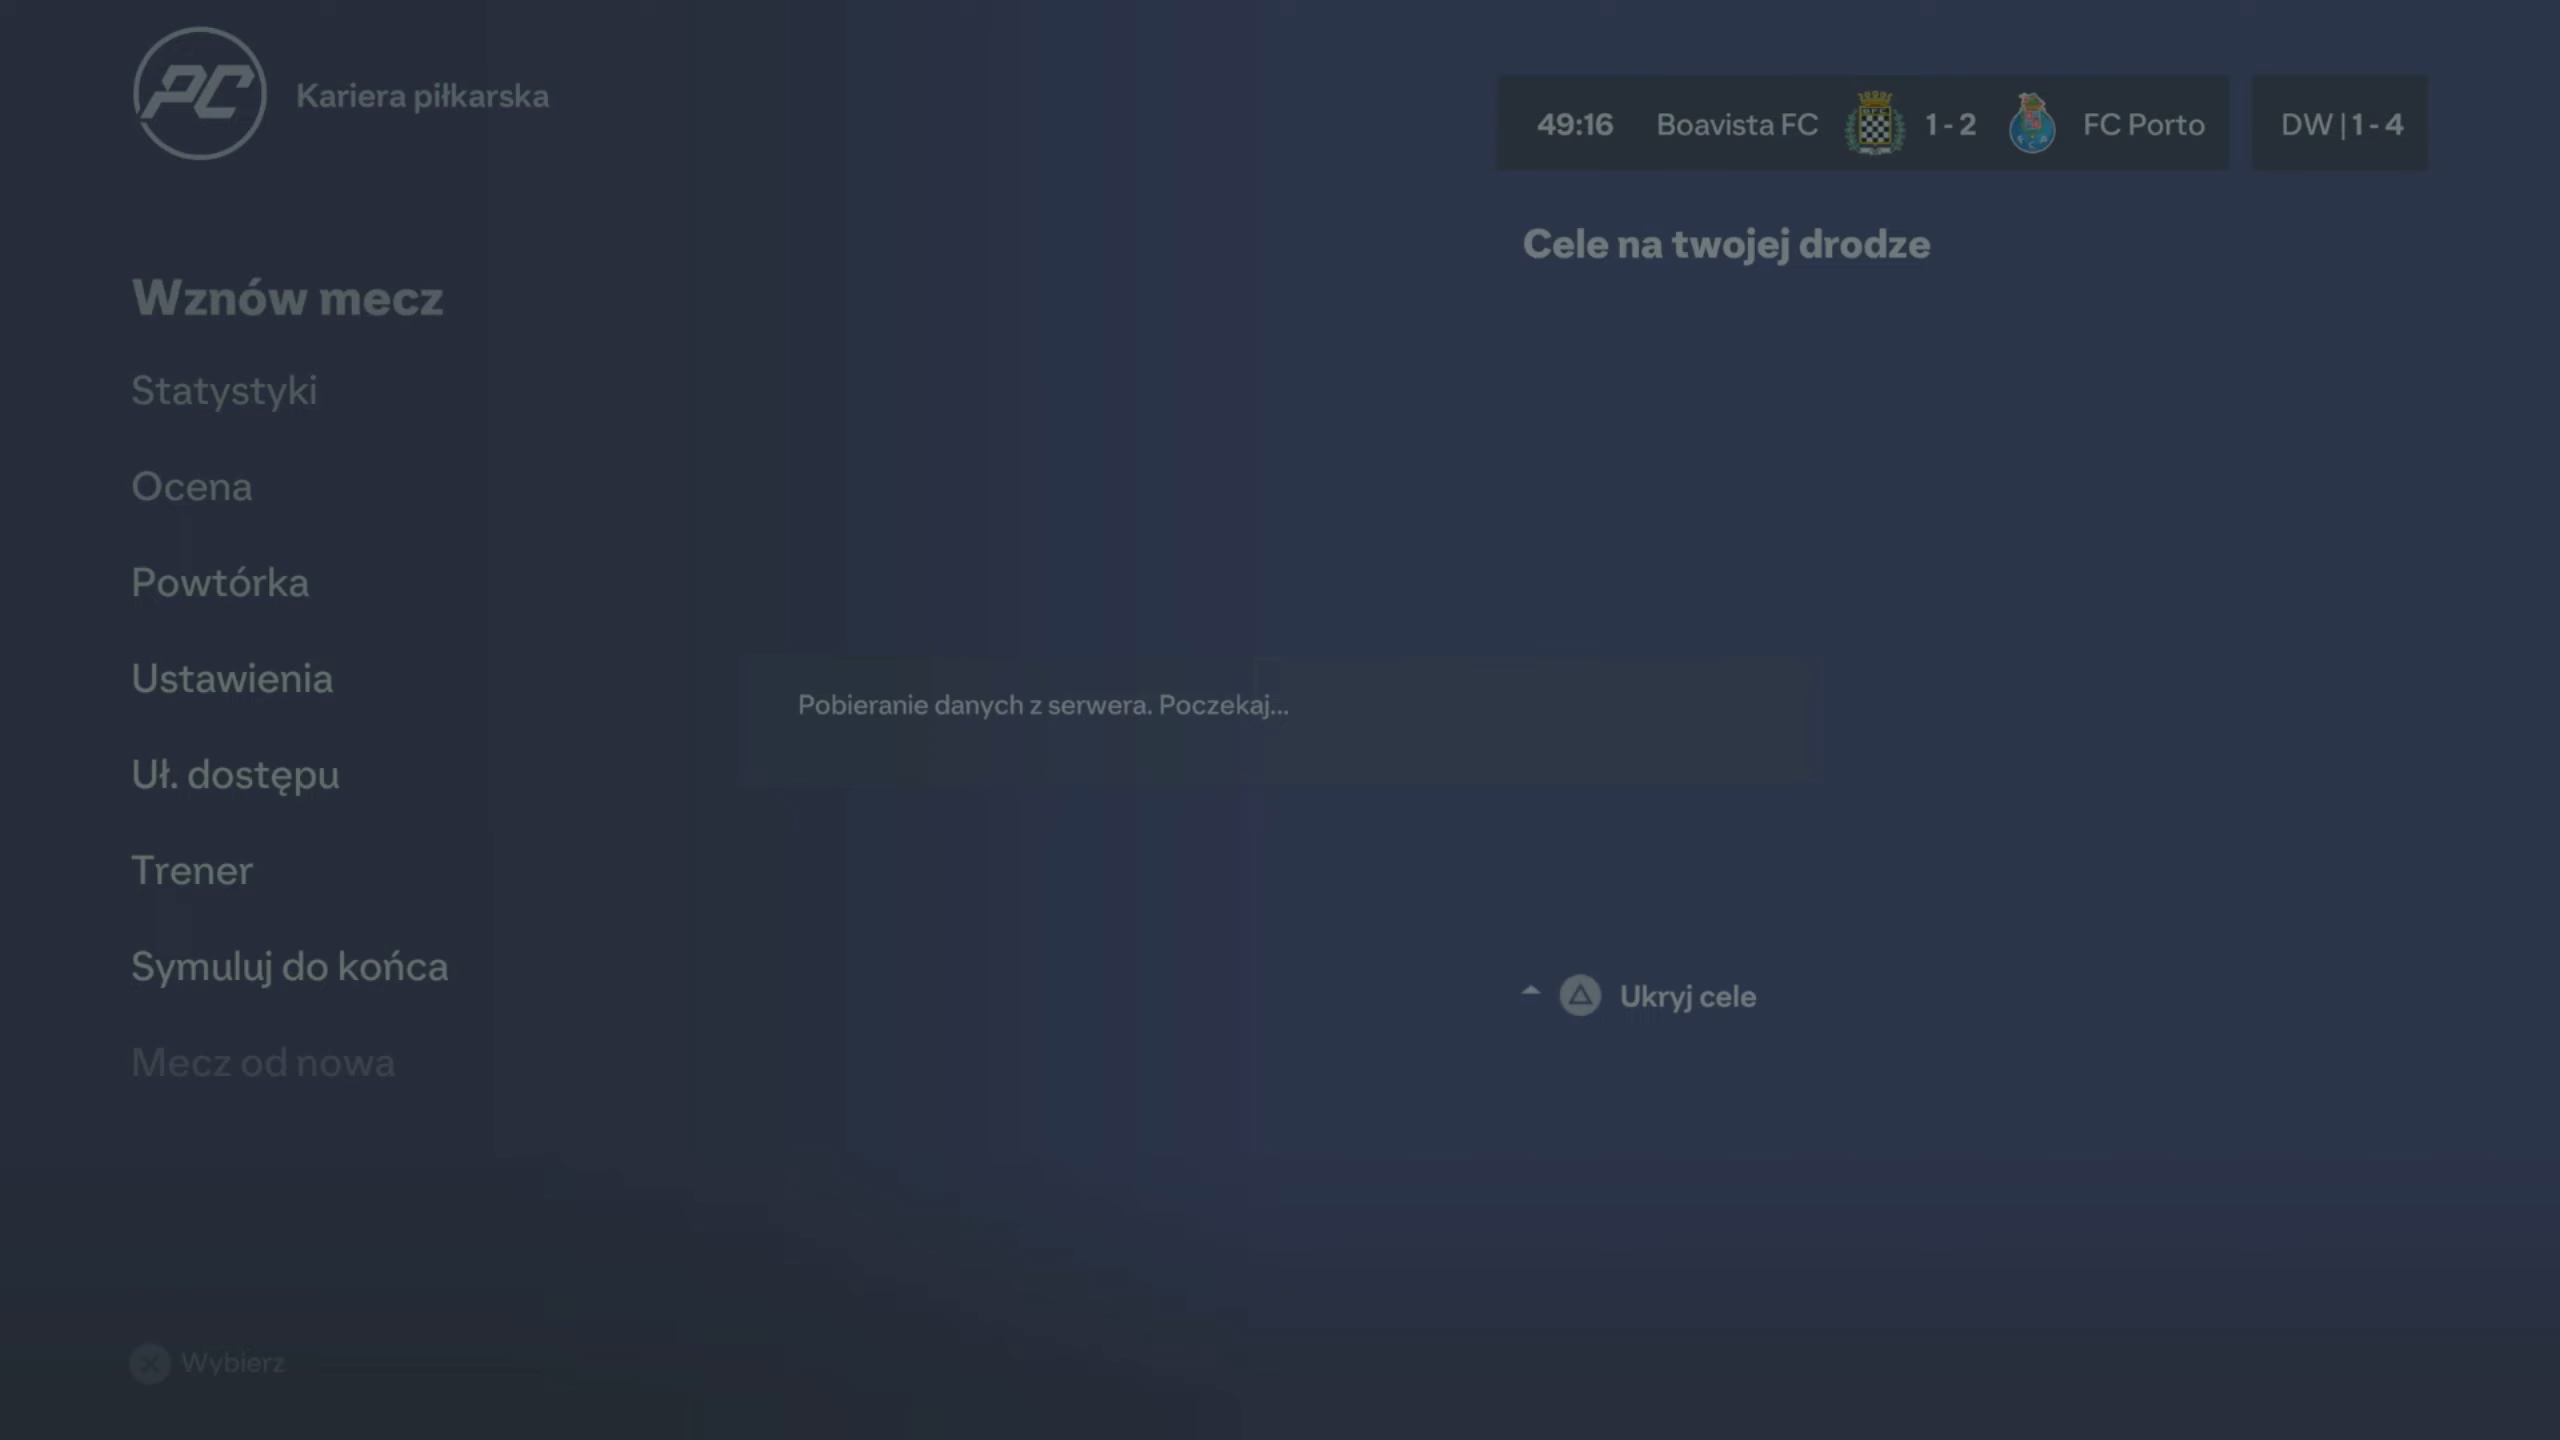 PC
Kariera piłkarska
49:16 Boavista FC 1 - 2 FC Porto DW | 1 - 4
Cele na twojej drodze
Wznów mecz
Statystyki
Ocena
Powtórka
Ustawienia
Pobieranie danych z serwera. Poczekaj...
Uł. dostępu
Trener
Symuluj do końca
Ukryj cele
Mecz od nowa
Wybierz